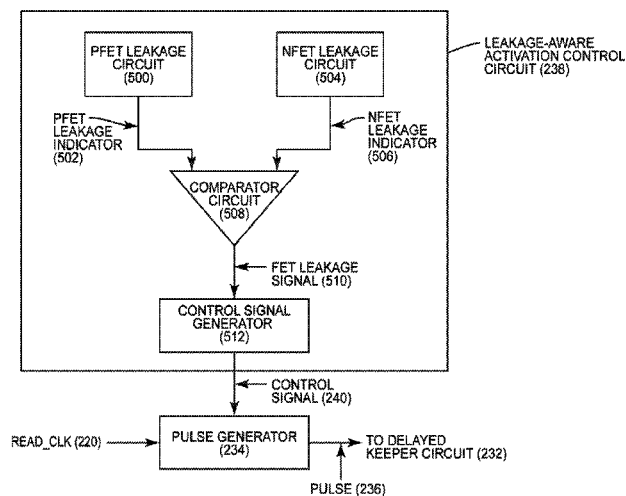 PFET LEAKAGE
CIRCUIT
(500)
NFET LEAKAGE
CIRCUIT
(504)
LEAKAGE-AWARE
ACTIVATION CONTROL
CIRCUIT (238)
PFET
LEAKAGE
INDICATOR
(502)
NFET
LEAKAGE
INDICATOR
(506)
COMPARATOR
CIRCUIT
(508)
FET LEAKAGE
SIGNAL (510)
CONTROL SIGNAL
GENERATOR
(512)
CONTROL
SIGNAL (240)
READ_CLK (220)
PULSE GENERATOR
(234)
TO DELAYED
KEEPER CIRCUIT (232)
PULSE (236)